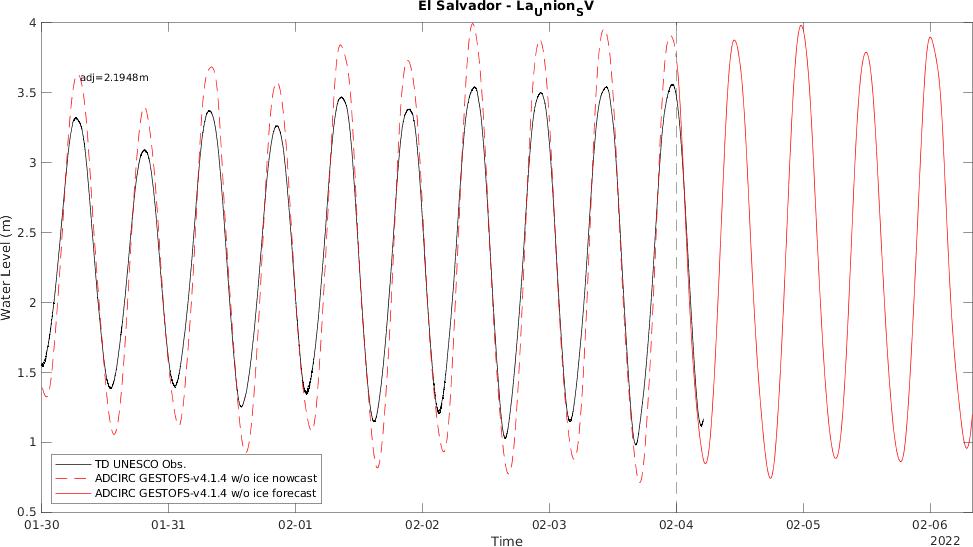 El Salvador - LaUnionSV
adj=2.1948m
4
3.5
3
2.5
2
1.5
1
0.5
Water Level (m)
TD UNESCO Obs.
ADCIRC GESTOFS-v4.1.4 w/o ice nowcast
ADCIRC GESTOFS-v4.1.4 w/o ice forecast
01-30 01-31 02-01 02-02 02-03 02-04 02-05 02-06
Time
2022